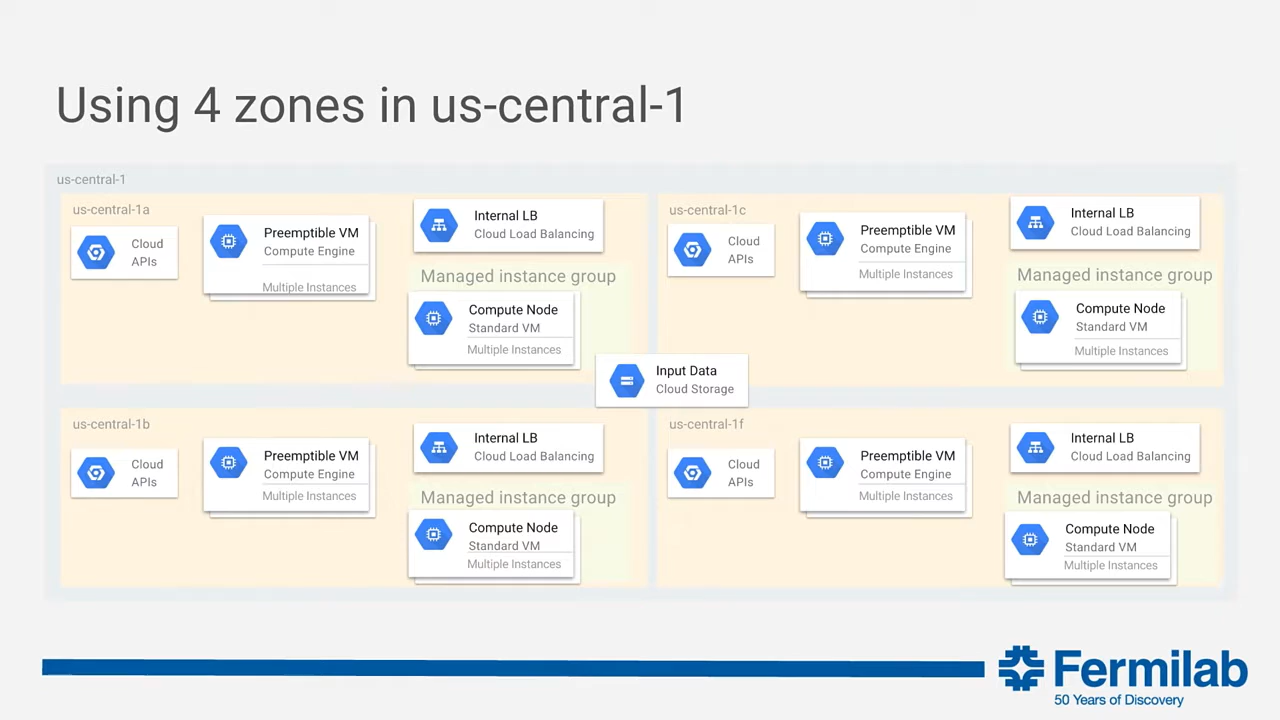 Using 4 zones in us-central-1
us-central-1
us-central-1a
Cloud
APIs
Preemptible VM
Compute Engine
Multiple Instances
Internal LB
Cloud Load Balancing
Managed instance group
Compute Node
Standard VM
Multiple Instances
us-central-1c
Cloud
APIs
Preemptible VM
Compute Engine
Multiple Instances
Internal LB
Cloud Load Balancing
Managed instance group
Compute Node
Standard VM
Multiple Instances
Input Data
Cloud Storage
us-central-1b
Cloud
APIs
Preemptible VM
Compute Engine
Multiple Instances
Internal LB
Cloud Load Balancing
Managed instance group
Compute Node
Standard VM
Multiple Instances
us-central-1f
Cloud
APIs
Preemptible VM
Compute Engine
Multiple Instances
Internal LB
Cloud Load Balancing
Managed instance group
Compute Node
Standard VM
Multiple Instances
Fermilab
50 Years of Discovery